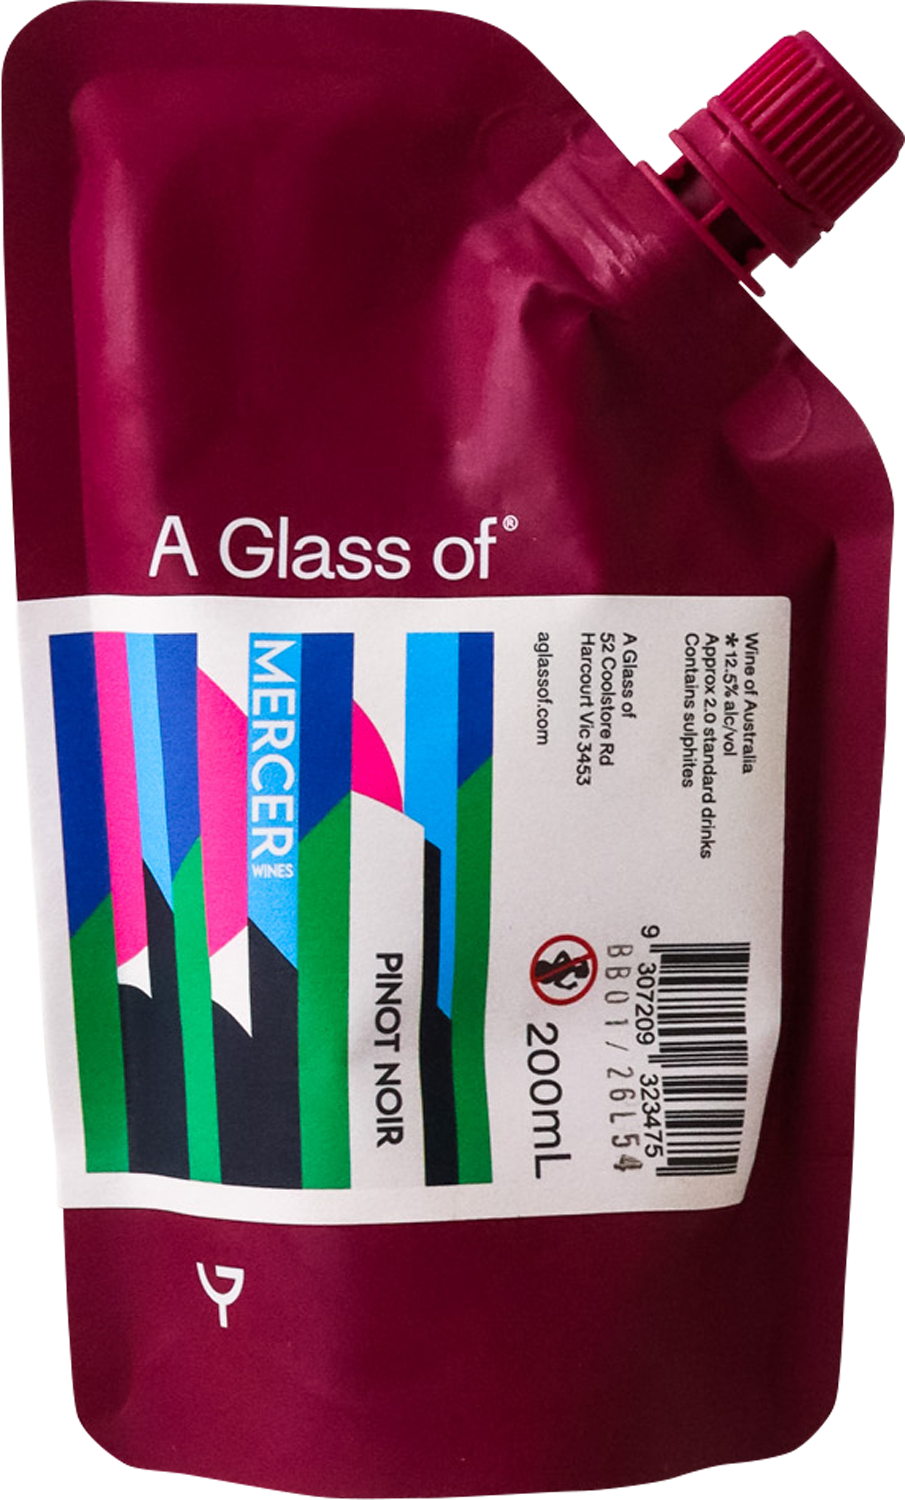 A Glass of®
MERCER
WINES
PINOT NOIR
Wine of Australia
* 12.5% alc/vol
Approx 2.0 standard drinks
Contains sulphites
A Glass of
52 Coolstore Rd
Harcourt Vic 3453
aglassof.com
9 307209 323475
BB01/26L54
200mL